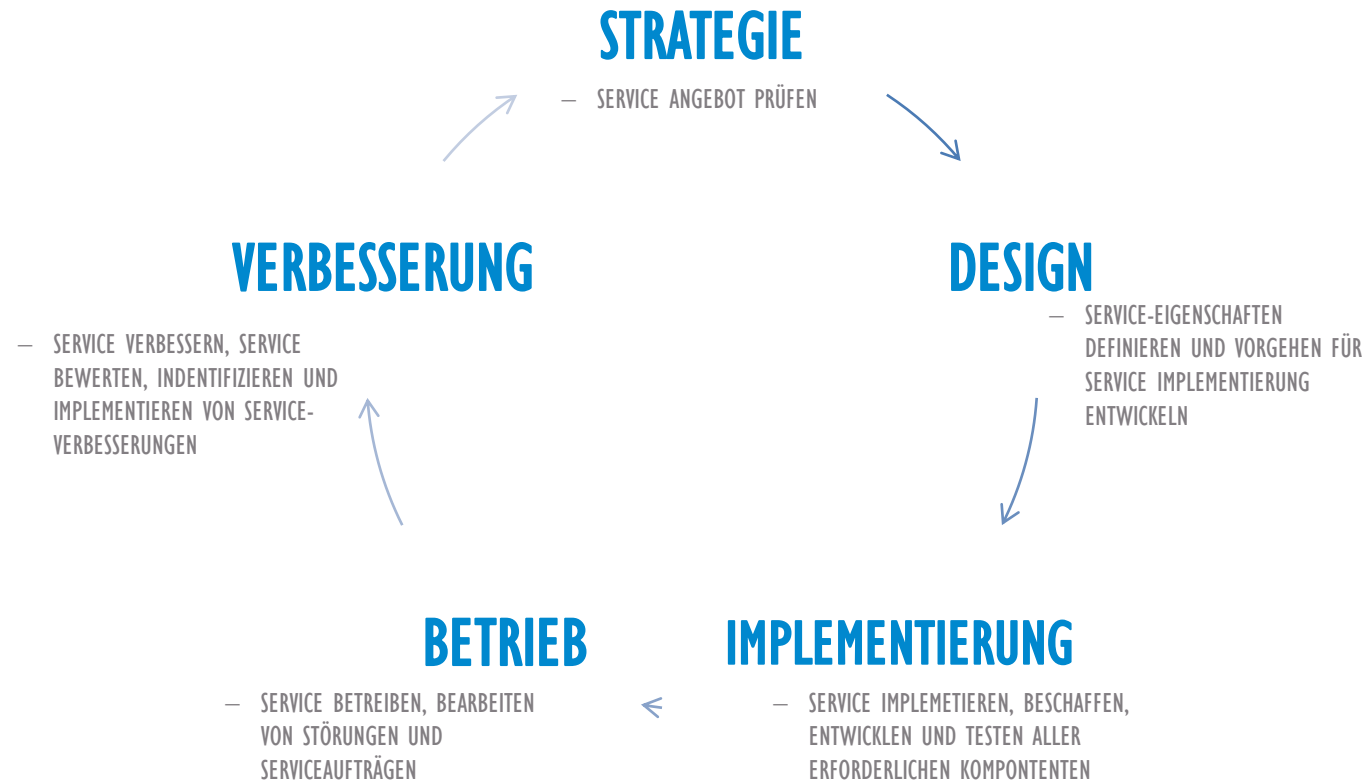 STRATEGIE
– SERVICE ANGEBOT PRÜFEN
DESIGN
– SERVICE-EIGENSCHAFTEN
DEFINIEREN UND VORGEHEN FÜR
SERVICE IMPLEMENTIERUNG
ENTWICKELN
IMPLEMENTIERUNG
– SERVICE IMPLEMETIEREN, BESCHAFFEN,
ENTWICKLEN UND TESTEN ALLER
ERFORDERLICHEN KOMPONTENTEN
BETRIEB
– SERVICE BETREIBEN, BEARBEITEN
VON STÖRUNGEN UND
SERVICEAUFTRÄGEN
VERBESSERUNG
– SERVICE VERBESSERN, SERVICE
BEWERTEN, INDENTIFIZIEREN UND
IMPLEMENTIEREN VON SERVICE-
VERBESSERUNGEN